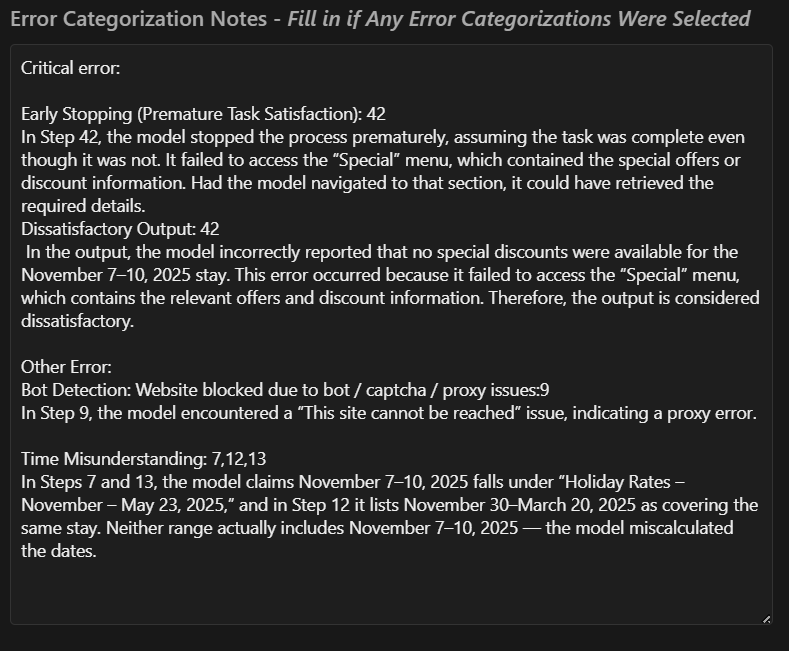 Error Categorization Notes - Fill in if Any Error Categorizations Were Selected
Critical error:
Early Stopping (Premature Task Satisfaction): 42
In Step 42, the model stopped the process prematurely, assuming the task was complete even
though it was not. It failed to access the “Special” menu, which contained the special offers or
discount information. Had the model navigated to that section, it could have retrieved the
required details.
Dissatisfactory Output: 42
In the output, the model incorrectly reported that no special discounts were available for the
November 7–10, 2025 stay. This error occurred because it failed to access the “Special” menu,
which contains the relevant offers and discount information. Therefore, the output is considered
dissatisfactory.
Other Error:
Bot Detection: Website blocked due to bot / captcha / proxy issues:9
In Step 9, the model encountered a “This site cannot be reached” issue, indicating a proxy error.
Time Misunderstanding: 7,12,13
In Steps 7 and 13, the model claims November 7–10, 2025 falls under “Holiday Rates –
November – May 23, 2025,” and in Step 12 it lists November 30–March 20, 2025 as covering the
same stay. Neither range actually includes November 7–10, 2025 — the model miscalculated
the dates.